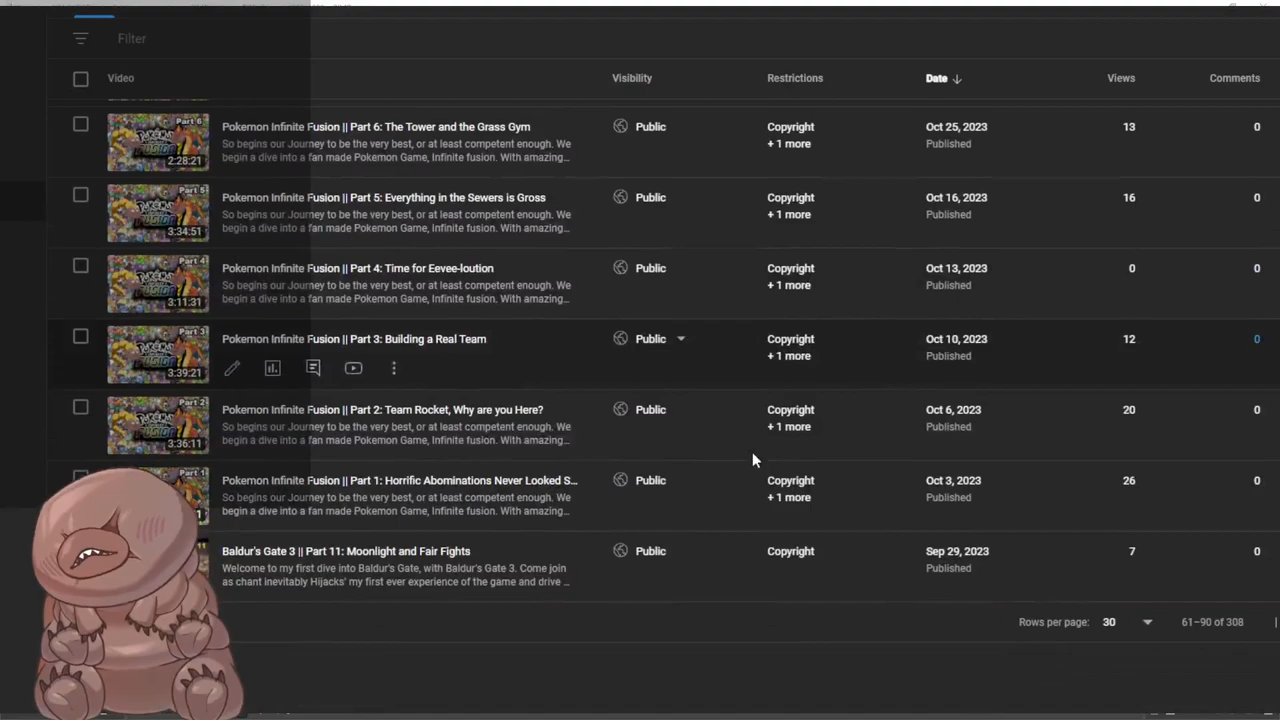 Filter
Video Visibility Restrictions Date Views Comments
Part 6
2:28:21
Pokemon Infinite Fusion || Part 6: The Tower and the Grass Gym
So begins our Journey to be the very best, or at least competent enough. We
begin a dive into a fan made Pokemon Game, Infinite fusion. With amazing...
Public
Copyright
+ 1 more
Oct 25, 2023
Published
13
0
Part 5
3:34:51
Pokemon Infinite Fusion || Part 5: Everything in the Sewers is Gross
So begins our Journey to be the very best, or at least competent enough. We
begin a dive into a fan made Pokemon Game, Infinite fusion. With amazing...
Public
Copyright
+ 1 more
Oct 16, 2023
Published
16
0
Part 4
3:11:31
Pokemon Infinite Fusion || Part 4: Time for Eevee-loution
So begins our Journey to be the very best, or at least competent enough. We
begin a dive into a fan made Pokemon Game, Infinite fusion. With amazing...
Public
Copyright
+ 1 more
Oct 13, 2023
Published
0
0
Part 3
3:39:21
Pokemon Infinite Fusion || Part 3: Building a Real Team
Public
Copyright
+ 1 more
Oct 10, 2023
Published
12
0
Part 2
3:36:11
Pokemon Infinite Fusion || Part 2: Team Rocket, Why are you Here?
So begins our Journey to be the very best, or at least competent enough. We
begin a dive into a fan made Pokemon Game, Infinite fusion. With amazing...
Public
Copyright
+ 1 more
Oct 6, 2023
Published
20
0
Part 1
Pokemon Infinite Fusion || Part 1: Horrific Abominations Never Looked S...
So begins our Journey to be the very best, or at least competent enough. We
begin a dive into a fan made Pokemon Game, Infinite fusion. With amazing...
Public
Copyright
+ 1 more
Oct 3, 2023
Published
26
0
Baldur's Gate 3 || Part 11: Moonlight and Fair Fights
Welcome to my first dive into Baldur's Gate, with Baldur's Gate 3. Come join
as chant inevitably Hijacks' my first ever experience of the game and drive ...
Public
Copyright
Sep 29, 2023
Published
7
0
Rows per page: 30 61–90 of 308